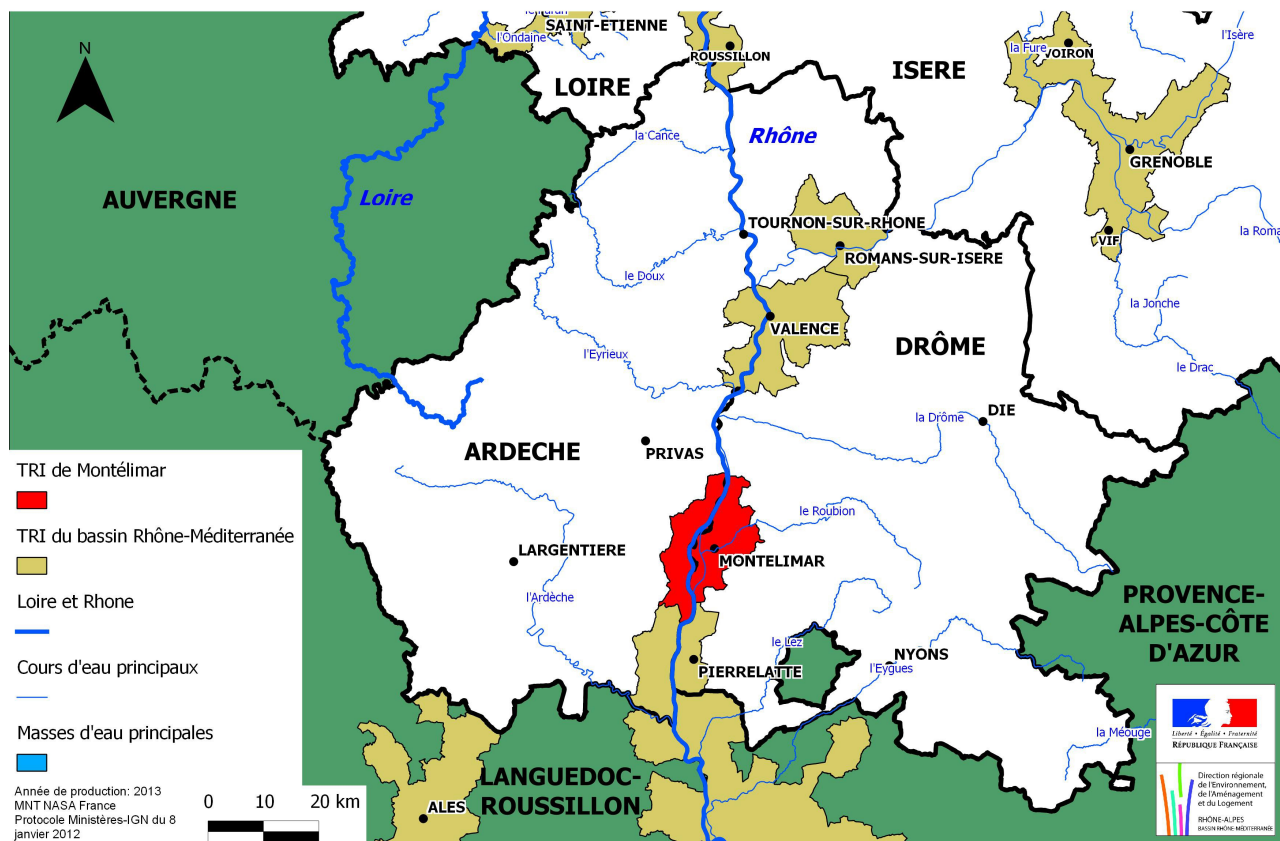 N
SAINT-ETIENNE
l'Ondaine
ROUSSILLON
l'Isère
la Fure
VOIRON
ISERE
LOIRE
la Cance
Rhône
GRENOBLE
AUVERGNE
Loire
TOURNON-SUR-RHONE
VIF
la Roma
ROMANS-SUR-ISERE
le Doux
la Jonche
VALENCE
DRÔME
l'Eyrieux
le Drac
DIE
la Drôme
ARDECHE
PRIVAS
le Roubion
LARGENTIERE
MONTELIMAR
l'Ardèche
PROVENCE-
ALPES-CÔTE
D'AZUR
le Lez
NYONS
PIERRELATTE
l'Eygues
la Méouge
LANGUEDOC-
ROUSSILLON
ALES
TRI de Montélimar
TRI du bassin Rhône-Méditerranée
Loire et Rhone
Cours d'eau principaux
Masses d'eau principales
Année de production: 2013
MNT NASA France
Protocole Ministères-IGN du 8
janvier 2012
0 10 20 km
Liberté • Égalité • Fraternité
RÉPUBLIQUE FRANÇAISE
Direction régionale
de l'Environnement,
de l'Aménagement
et du Logement
RHÔNE-ALPES
BASSIN RHÔNE-MÉDITERRANÉE